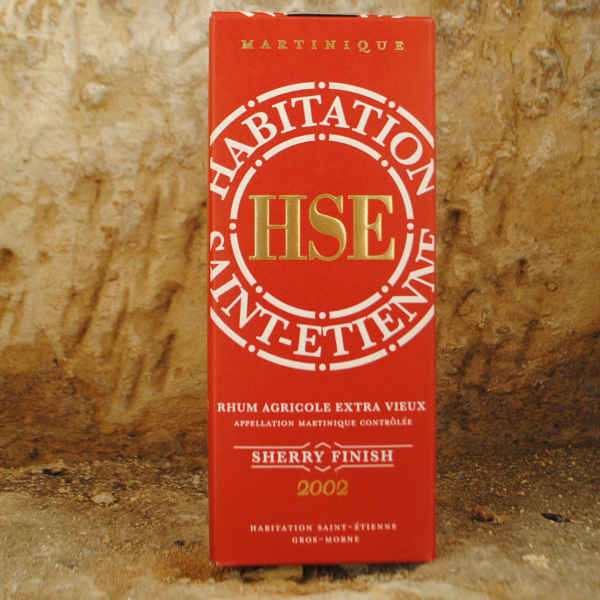 MARTINIQUE
HABITATION
HSE
SAINT-ETIENNE
RHUM AGRICOLE EXTRA VIEUX
APPELLATION MARTINIQUE CONTRÔLÉE
SHERRY FINISH
2002
HABITATION SAINT-ÉTIENNE
GROS-MORNE